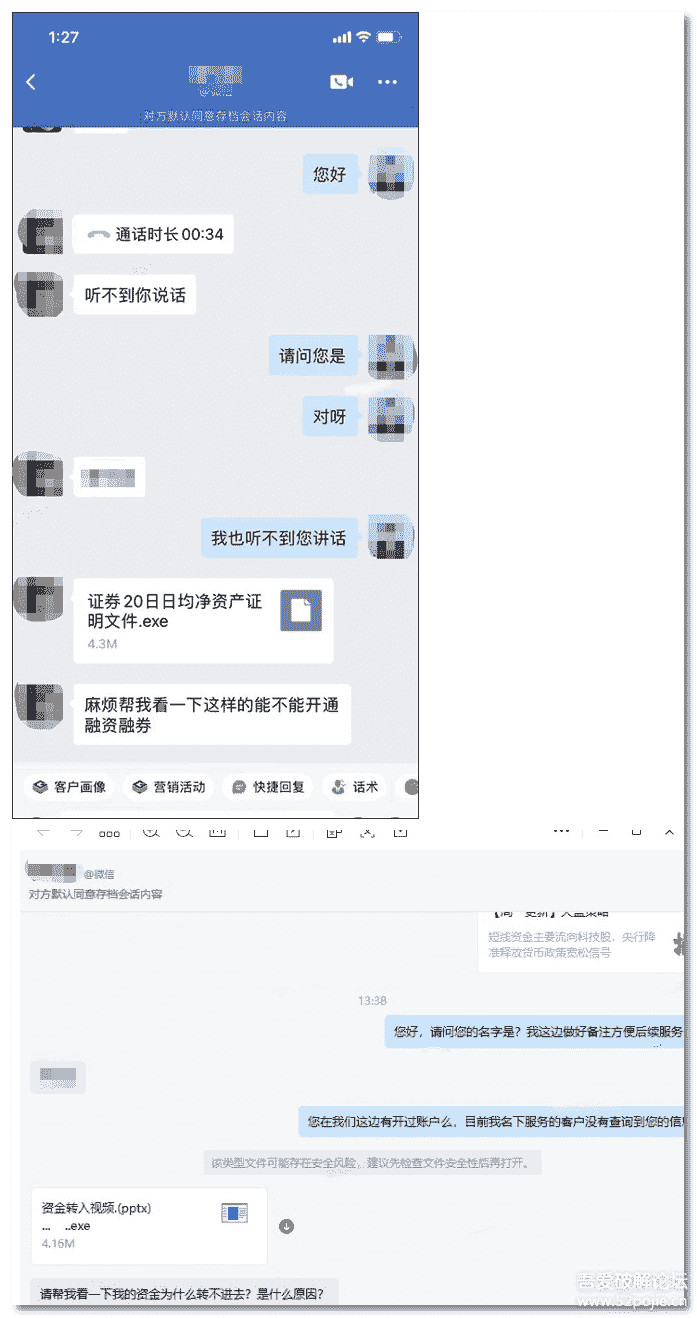 1:27
@微信
对方默认同意存档会话内容
您好
通话时长 00:34
听不到你说话
请问您是
对呀
我也听不到您讲话
证券20日日均净资产证
明文件.exe
4.3M
麻烦帮我看一下这样的能不能开通
融资融券
客户画像
营销活动
快捷回复
话术
@微信
对方默认同意存档会话内容
短线资金主要流向科技股、央行降
准释放货币政策宽松信号
13:38
您好，请问您的名字是？我这边做好备注方便后续服务
您在我们这边有开过账户么，目前我名下服务的客户没有查询到您的信息
该类型文件可能存在安全风险，建议先检查文件安全性后再打开。
资金转入视频.(pptx)
... ..exe
4.16M
请帮我看一下我的资金为什么转不进去？是什么原因？
吾爱破解论坛
www.52pojie.cn